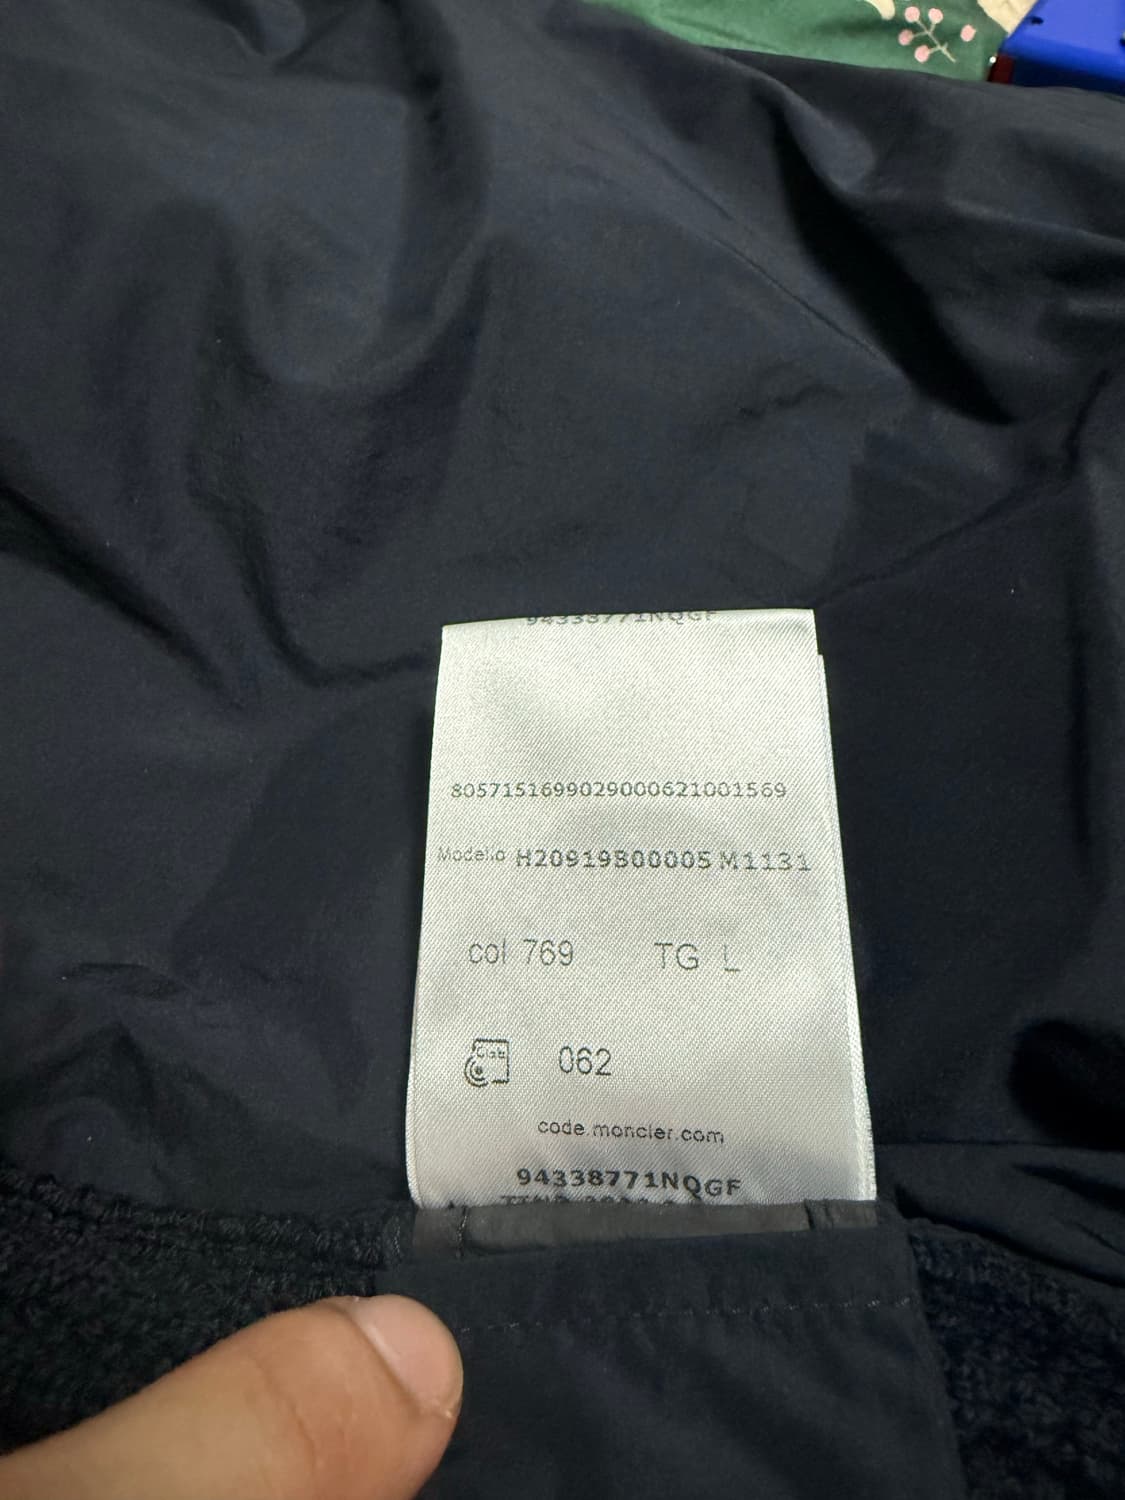 94338771NQGF
8057151699029000621001569
Modello H20919B00005 M1131
col 769 TG L
062
code.moncler.com
94338771NQGF